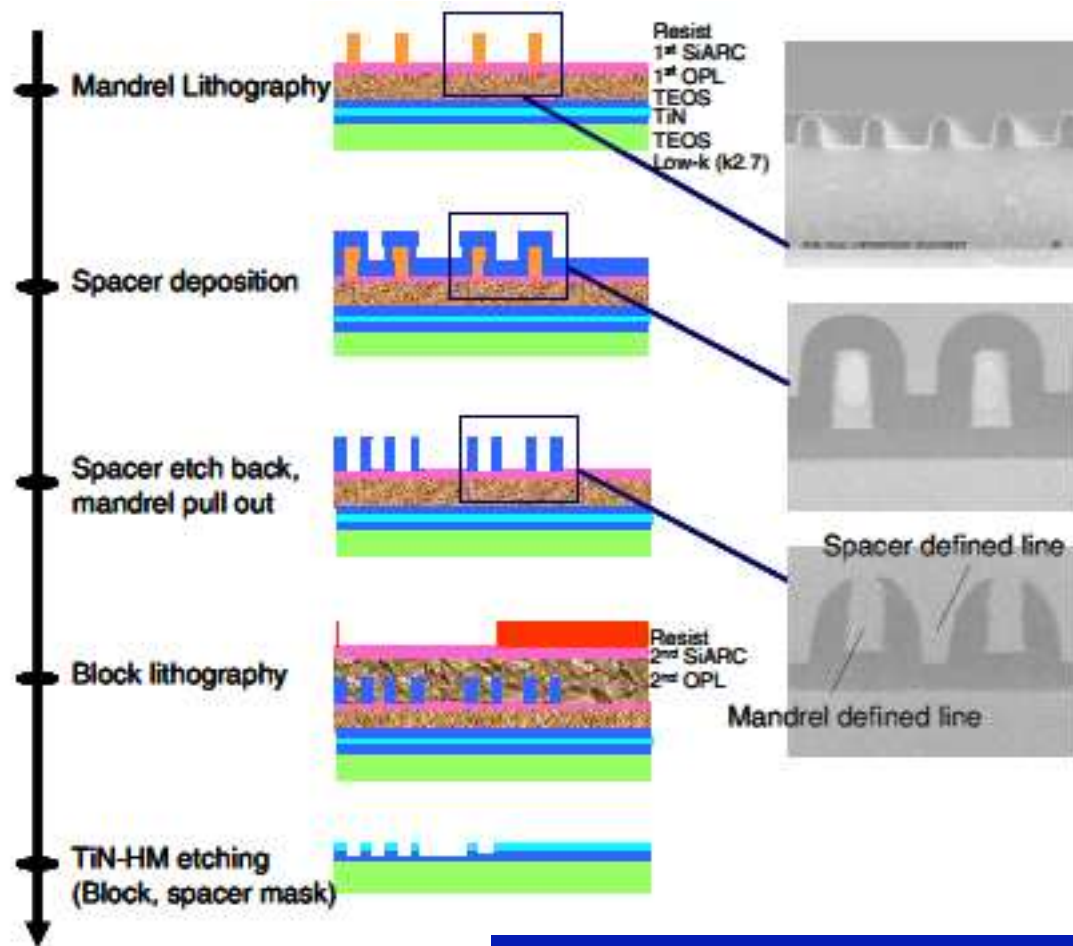 Mandrel Lithography
Resist
1st SiARC
1st OPL
TEOS
TiN
TEOS
Low-k (k2.7)
Spacer deposition
Spacer etch back,
mandrel pull out
Spacer defined line
Mandrel defined line
Block lithography
Resist
2nd SiARC
2nd OPL
TiN-HM etching
(Block, spacer mask)